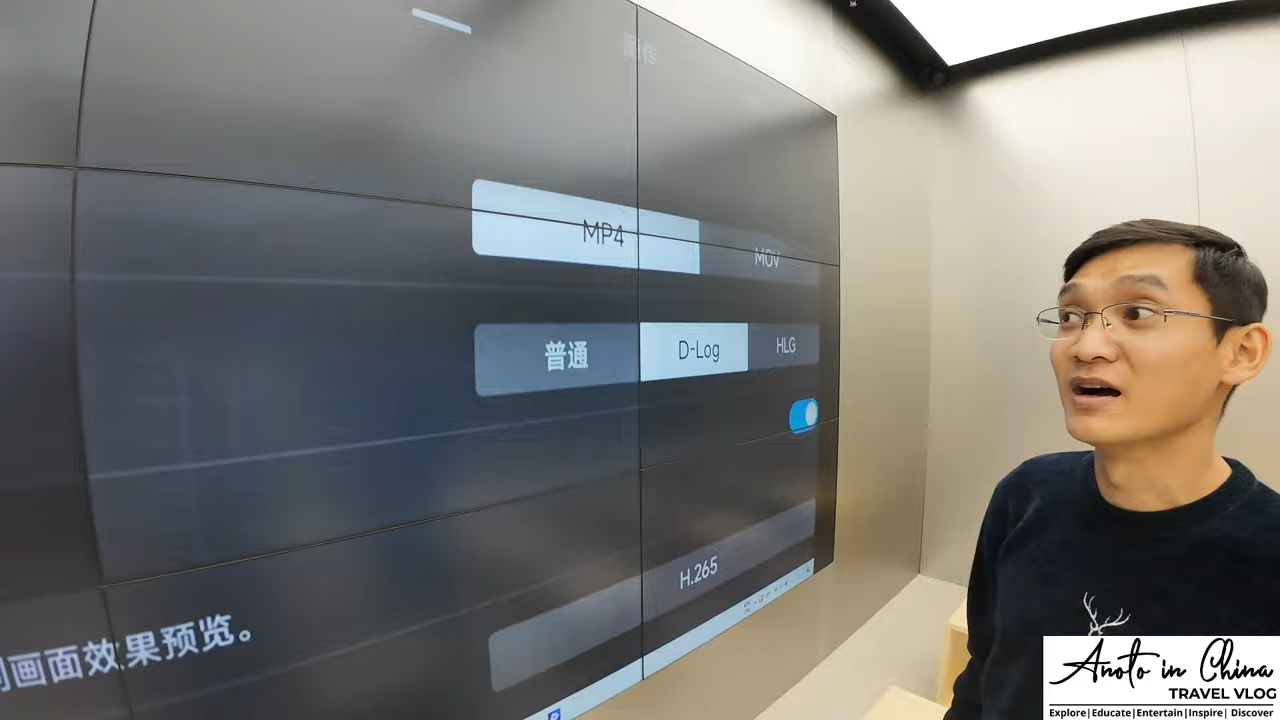 MP4
MOV
普通
D-Log
HLG
H.265
画面效果预览。
Anoto in China
TRAVEL VLOG
Explore|Educate|Entertain|Inspire| Discover